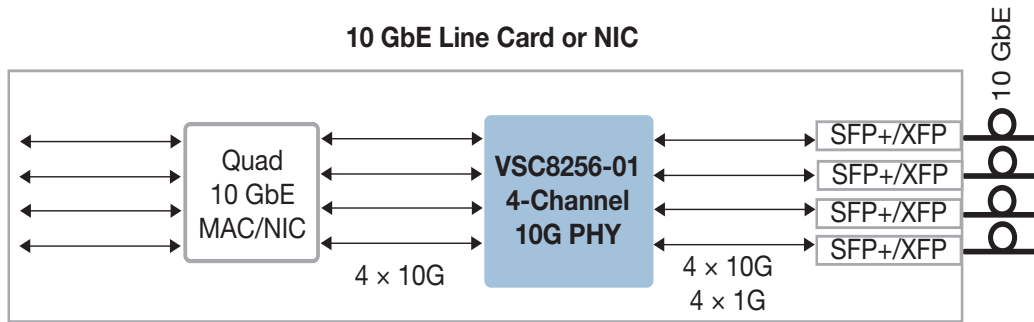 10 GbE Line Card or NIC
10 GbE
Quad
10 GbE
MAC/NIC
VSC8256-01
4-Channel
10G PHY
SFP+/XFP
SFP+/XFP
SFP+/XFP
SFP+/XFP
4 × 10G
4 × 10G
4 × 1G